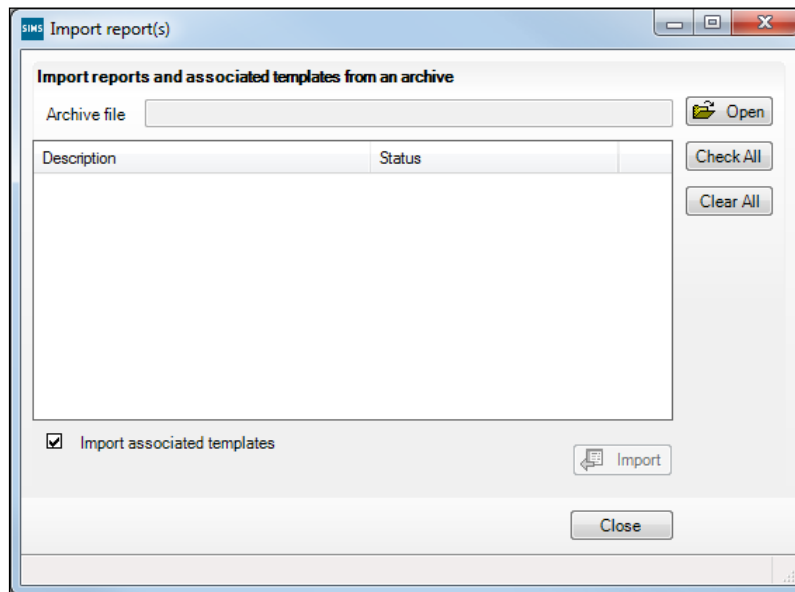 SIMS Import report(s)
Import reports and associated templates from an archive
Archive file Open
Description Status Check All
Clear All
Import associated templates
Import
Close